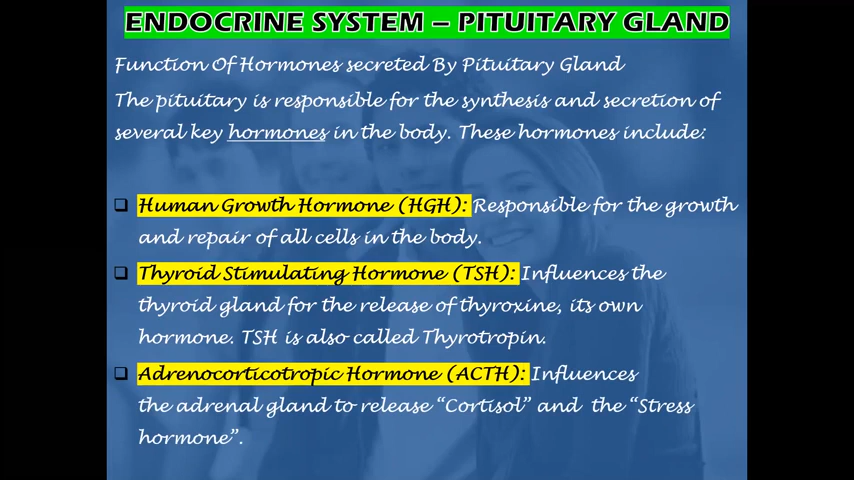 ENDOCRINE SYSTEM – PITUITARY GLAND
Function Of Hormones secreted By Pituitary Gland
The pituitary is responsible for the synthesis and secretion of
several key hormones in the body. These hormones include:
Human Growth Hormone (HGH): Responsible for the growth
and repair of all cells in the body.
Thyroid Stimulating Hormone (TSH): Influences the
thyroid gland for the release of thyroxine, its own
hormone. TSH is also called Thyrotropin.
Adrenocorticotropic Hormone (ACTH): Influences
the adrenal gland to release “Cortisol” and the “Stress
hormone”.